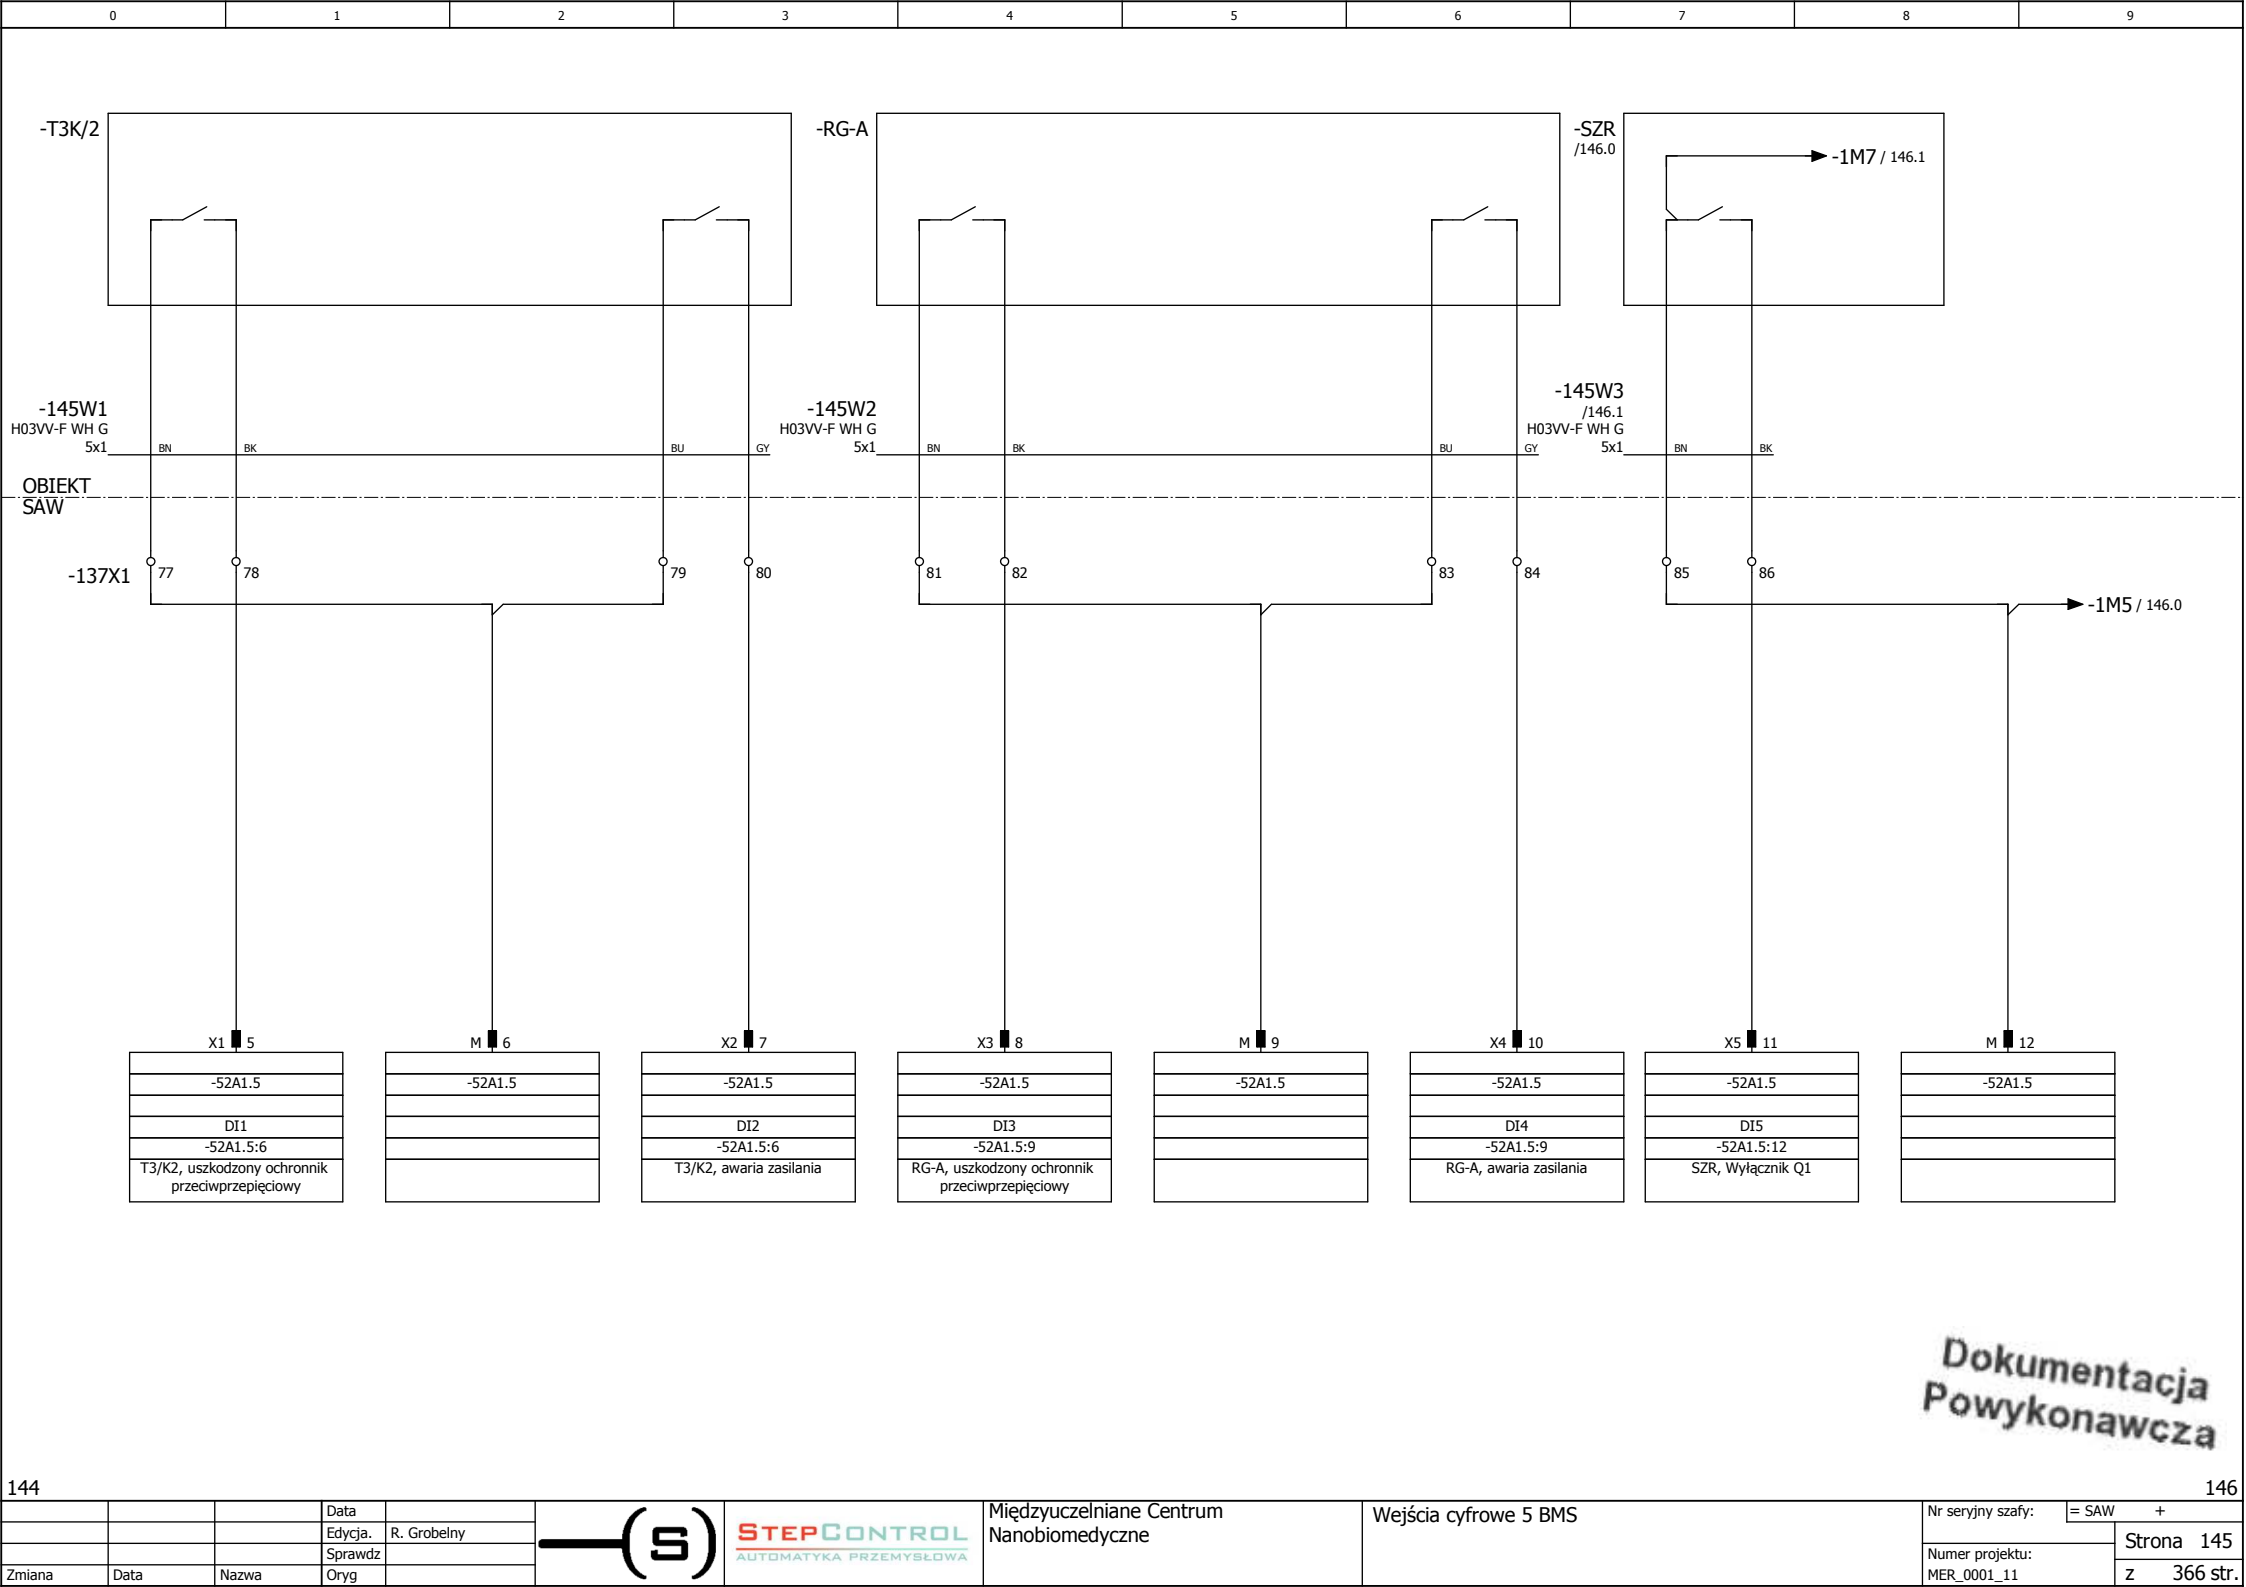 0 1 2 3 4 5 6 7 8 9
-T3K/2
-RG-A
-SZR
/146.0
-1M7 / 146.1
-145W1
H03VV-F WH G
5x1
BN BK BU GY
-145W2
H03VV-F WH G
5x1
BN BK BU GY
-145W3
/146.1
H03VV-F WH G
5x1
BN BK
OBIEKT
SAW
-137X1
77 78 79 80 81 82 83 84 85 86
-1M5 / 146.0
X1 5 M 6 X2 7 X3 8 M 9 X4 10 X5 11 M 12
-52A1.5 -52A1.5 -52A1.5 -52A1.5 -52A1.5 -52A1.5 -52A1.5 -52A1.5
DI1 DI2 DI3 DI4 DI5
-52A1.5:6 -52A1.5:6 -52A1.5:9 -52A1.5:9 -52A1.5:12
T3/K2, uszkodzony ochronnik
przeciwprzepięciowy
T3/K2, awaria zasilania
RG-A, uszkodzony ochronnik
przeciwprzepięciowy
RG-A, awaria zasilania
SZR, Wyłącznik Q1
Dokumentacja
Powykonawcza
144
146
Data
Edycja. R. Grobelny
Sprawdz
Zmiana Data Nazwa Oryg
(S)
STEPCONTROL
AUTOMATYKA PRZEMYSŁOWA
Międzyuczelniane Centrum
Nanobiomedyczne
Wejścia cyfrowe 5 BMS
Nr seryjny szafy:
= SAW +
Strona 145
Numer projektu:
MER_0001_11
z 366 str.